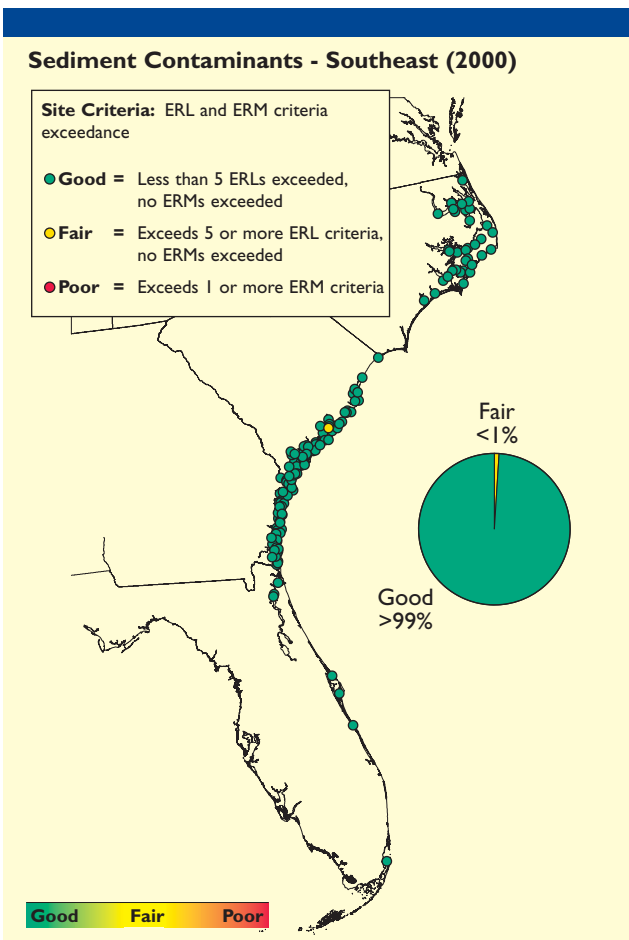 Sediment Contaminants - Southeast (2000)
Site Criteria: ERL and ERM criteria
exceedance
Good = Less than 5 ERLs exceeded,
no ERMs exceeded
Fair = Exceeds 5 or more ERL criteria,
no ERMs exceeded
Poor = Exceeds 1 or more ERM criteria
Fair
<1%
Good
>99%
Good Fair Poor